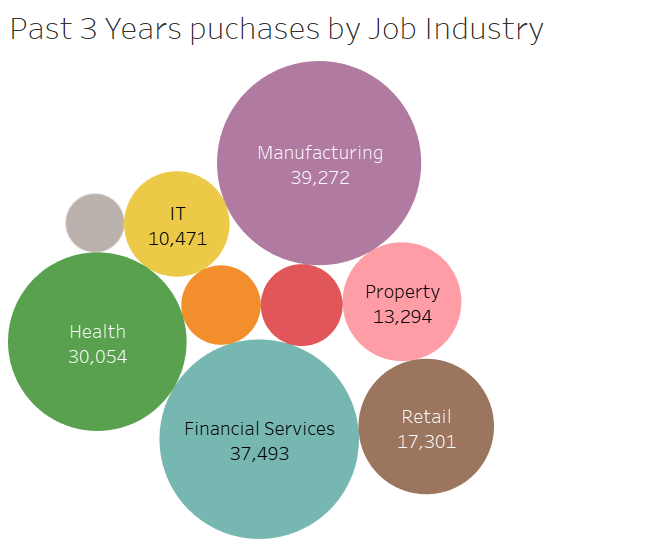 Past 3 Years puchases by Job Industry
Manufacturing
39,272
IT
10,471
Property
13,294
Health
30,054
Retail
17,301
Financial Services
37,493